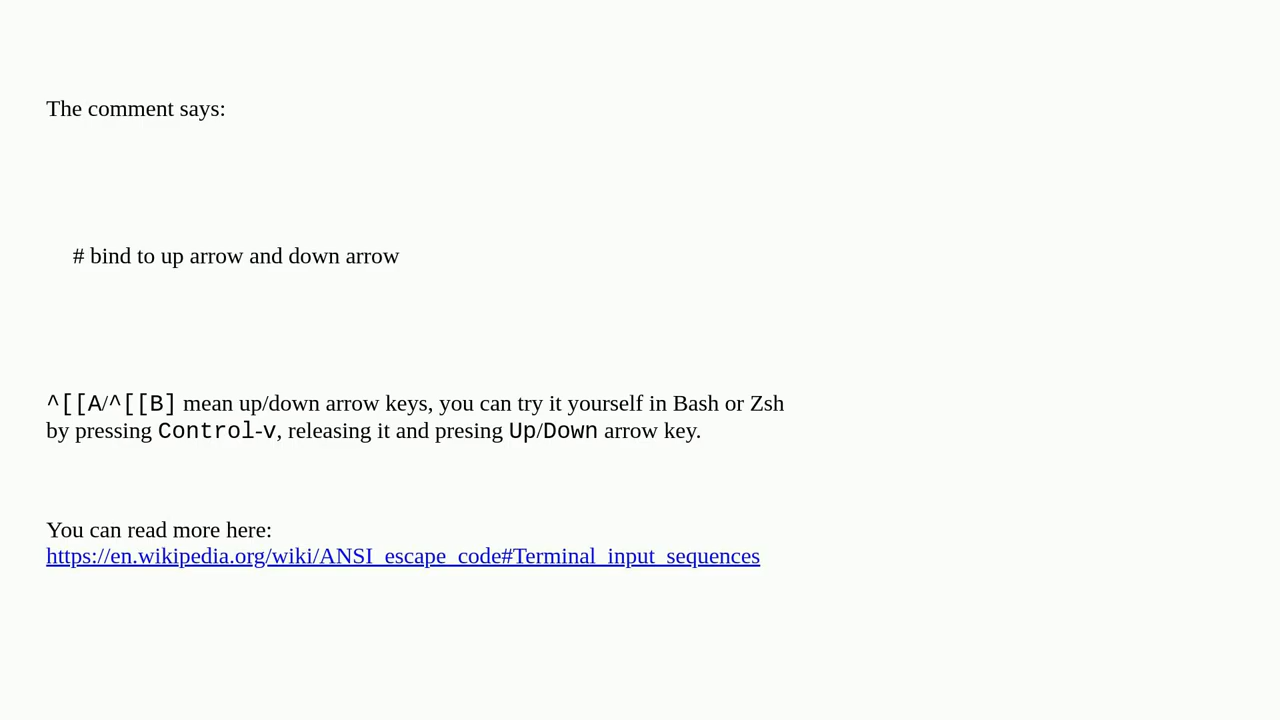 The comment says:
# bind to up arrow and down arrow
^[[A/^[[B] mean up/down arrow keys, you can try it yourself in Bash or Zsh
by pressing Control-v, releasing it and presing Up/Down arrow key.
You can read more here:
https://en.wikipedia.org/wiki/ANSI_escape_code#Terminal_input_sequences